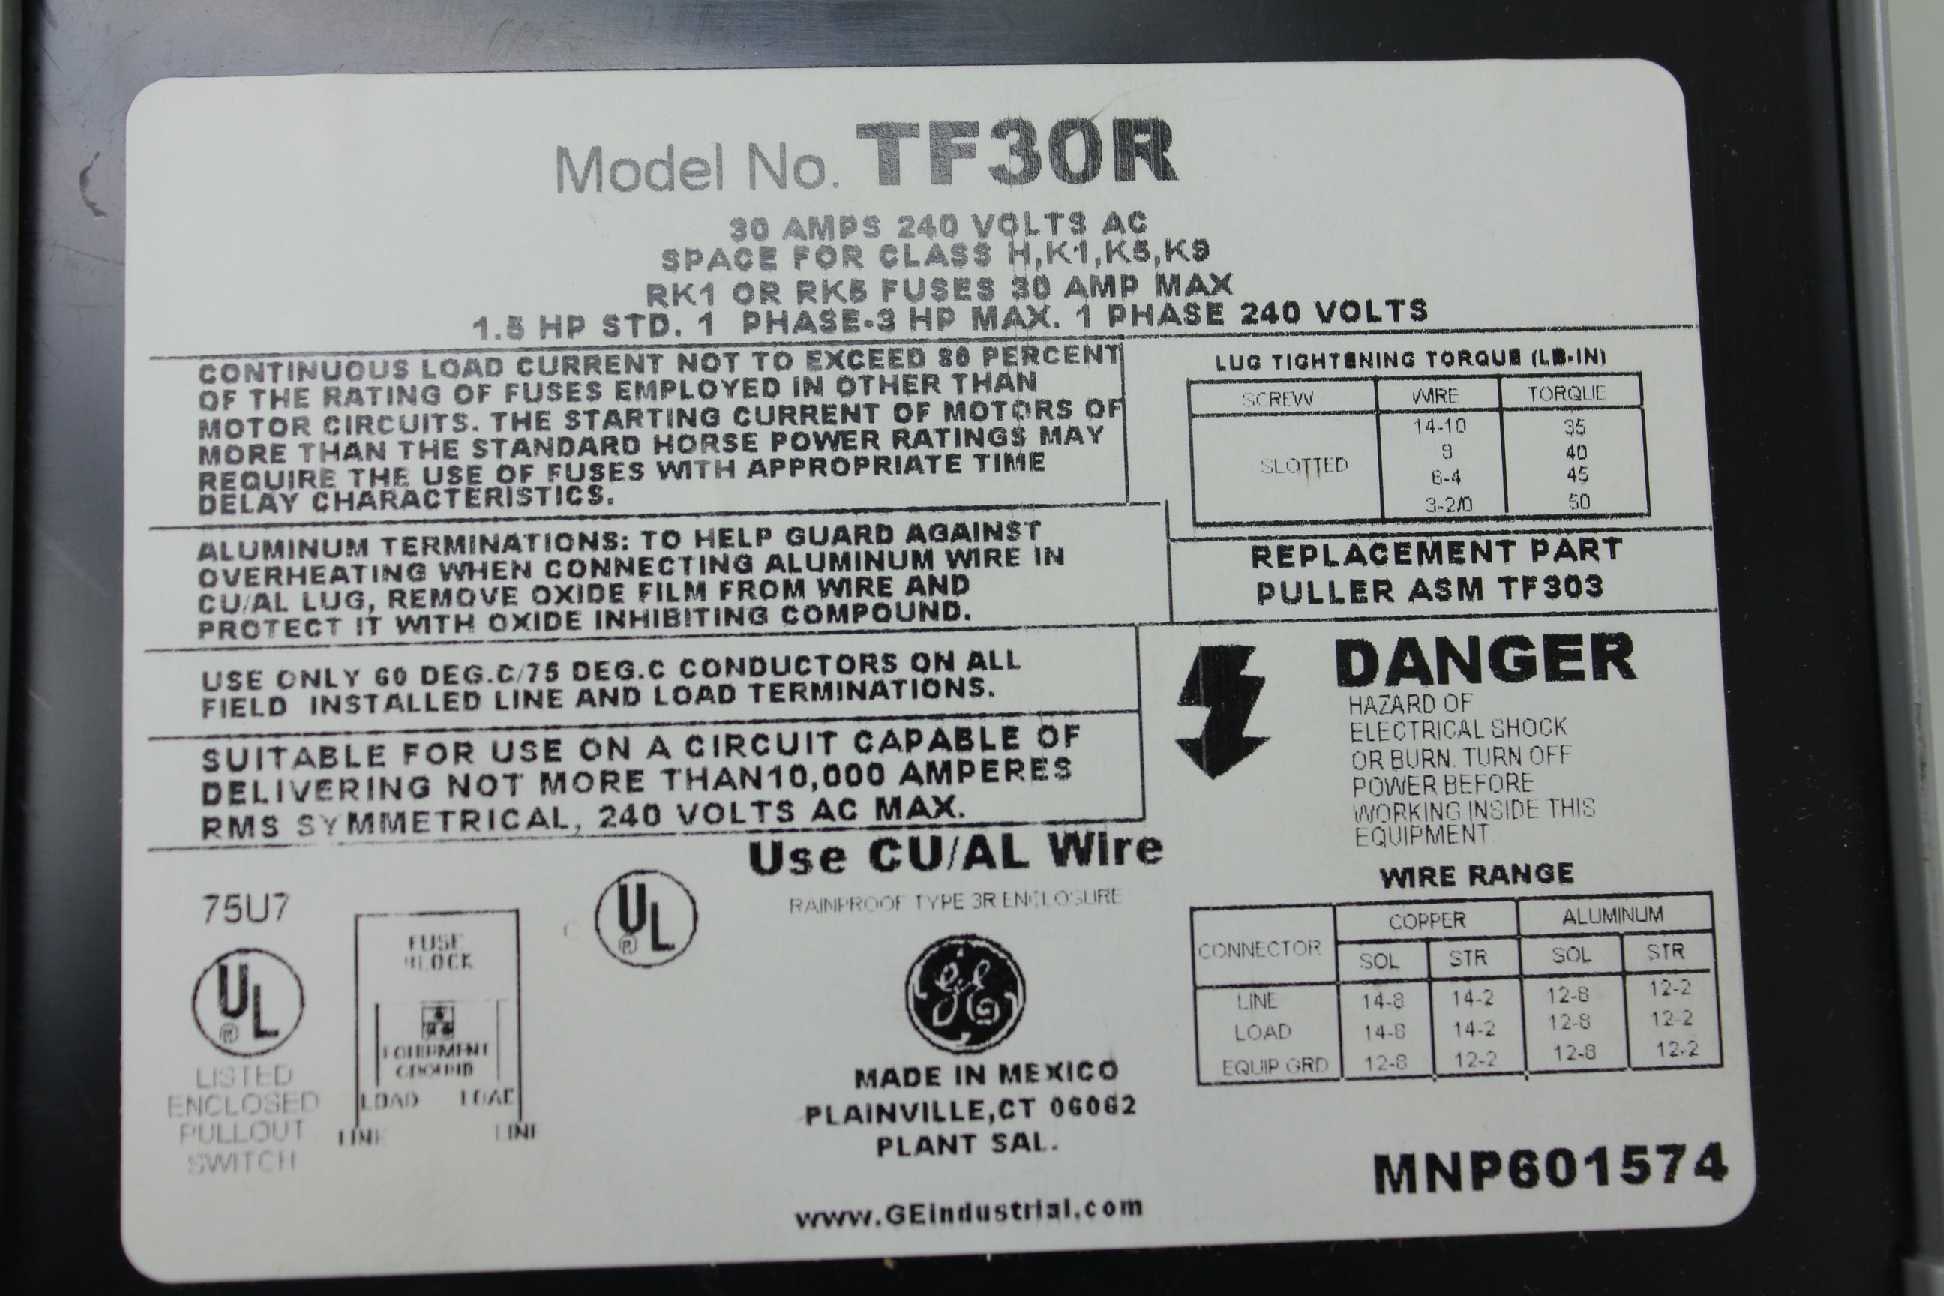 Model No. TF30R
30 AMPS 240 VOLTS AC
SPACE FOR CLASS H,K1,K5,K9
RK1 OR RK5 FUSES 30 AMP MAX
1.5 HP STD. 1 PHASE-3 HP MAX. 1 PHASE 240 VOLTS
CONTINUOUS LOAD CURRENT NOT TO EXCEED 80 PERCENT
OF THE RATING OF FUSES EMPLOYED IN OTHER THAN
MOTOR CIRCUITS. THE STARTING CURRENT OF MOTORS OF
MORE THAN THE STANDARD HORSE POWER RATINGS MAY
REQUIRE THE USE OF FUSES WITH APPROPRIATE TIME
DELAY CHARACTERISTICS.
ALUMINUM TERMINATIONS: TO HELP GUARD AGAINST
OVERHEATING WHEN CONNECTING ALUMINUM WIRE IN
CU/AL LUG, REMOVE OXIDE FILM FROM WIRE AND
PROTECT IT WITH OXIDE INHIBITING COMPOUND.
USE ONLY 60 DEG.C/75 DEG.C CONDUCTORS ON ALL
FIELD INSTALLED LINE AND LOAD TERMINATIONS.
SUITABLE FOR USE ON A CIRCUIT CAPABLE OF
DELIVERING NOT MORE THAN10,000 AMPERES
RMS SYMMETRICAL, 240 VOLTS AC MAX.
LUG TIGHTENING TORQUE (LB-IN)
SCREW WIRE TORQUE
SLOTTED
14-10 35
9 40
6-4 45
3-2/0 50
REPLACEMENT PART
PULLER ASM TF303
DANGER
HAZARD OF
ELECTRICAL SHOCK
OR BURN. TURN OFF
POWER BEFORE
WORKING INSIDE THIS
EQUIPMENT
Use CU/AL Wire
RAINPROOF TYPE 3R ENCLOSURE
75U7
UL
LISTED
ENCLOSED
PULLOUT
SWITCH
FUSE
BLOCK
EQUIPMENT
GROUND
LOAD LOAD
LINE LINE
C UL
GE
MADE IN MEXICO
PLAINVILLE,CT 06062
PLANT SAL.
www.GEindustrial.com
WIRE RANGE
CONNECTOR COPPER ALUMINUM
SOL STR SOL STR
LINE 14-8 14-2 12-8 12-2
LOAD 14-8 14-2 12-8 12-2
EQUIP GRD 12-8 12-2 12-8 12-2
MNP601574